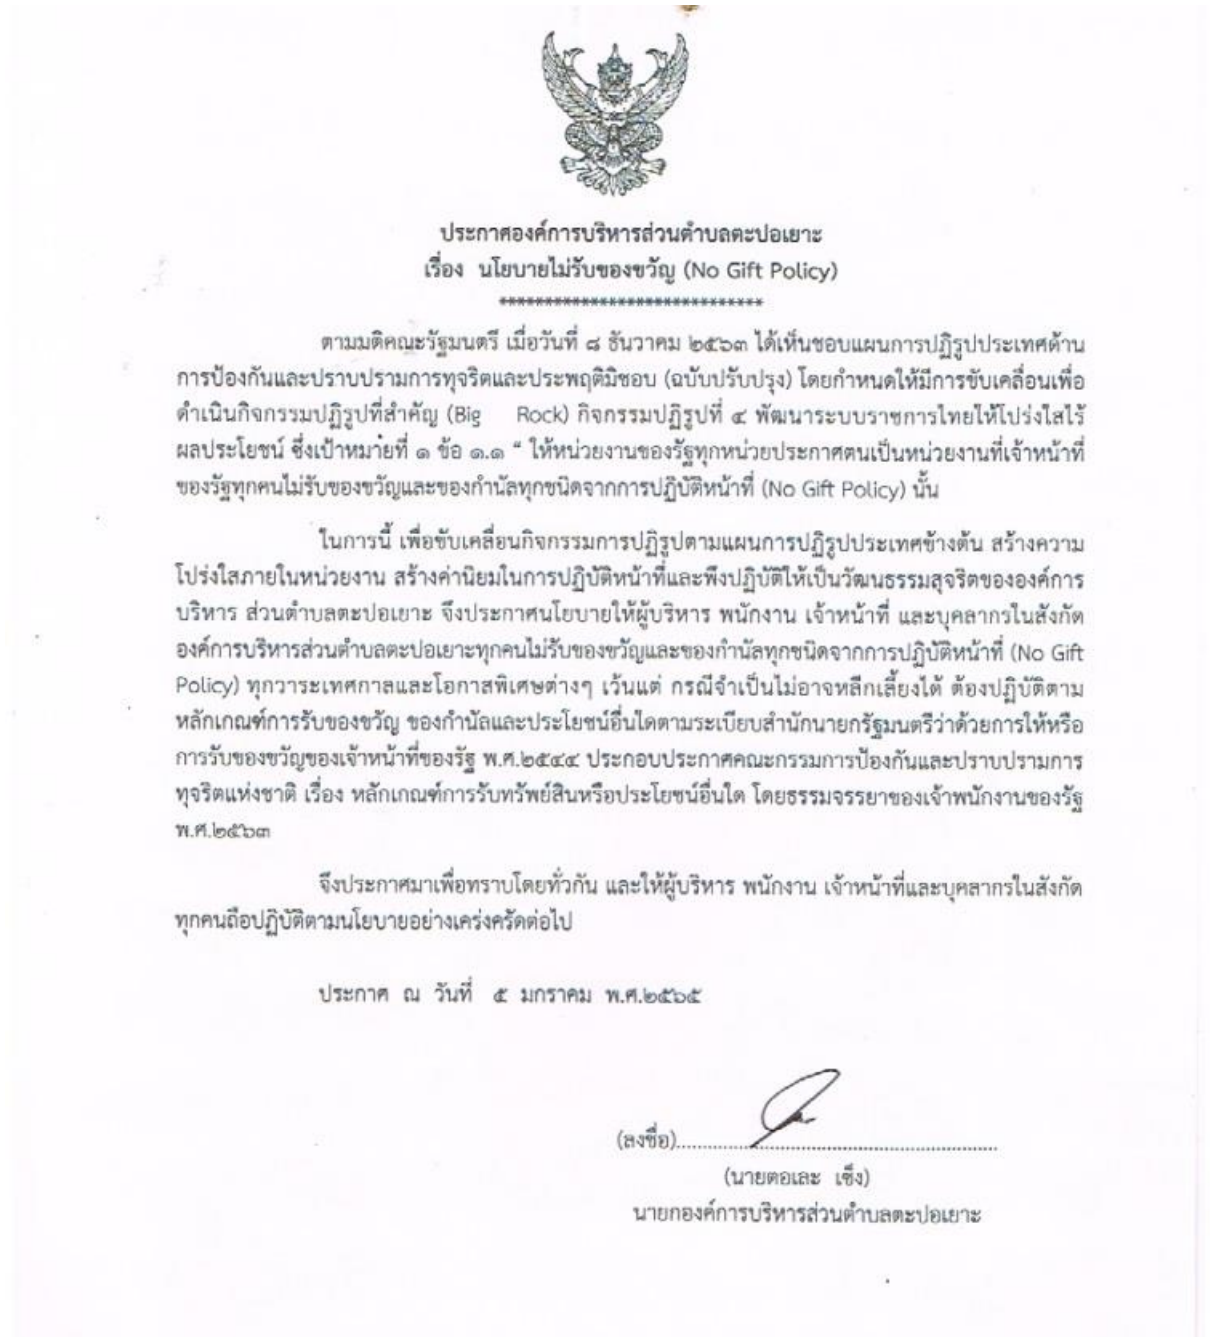 ประกาศองค์การบริหารส่วนตำบลตะปอเยาะ
เรื่อง นโยบายไม่รับของขวัญ (No Gift Policy)
*****************************
ตามมติคณะรัฐมนตรี เมื่อวันที่ ๘ ธันวาคม ๒๕๖๓ ได้เห็นชอบแผนการปฏิรูปประเทศด้าน
การป้องกันและปราบปรามการทุจริตและประพฤติมิชอบ (ฉบับปรับปรุง) โดยกำหนดให้มีการขับเคลื่อนเพื่อ
ดำเนินกิจกรรมปฏิรูปที่สำคัญ (Big Rock) กิจกรรมปฏิรูปที่ ๔ พัฒนาระบบราชการไทยให้โปร่งใสไร้
ผลประโยชน์ ซึ่งเป้าหมายที่ ๑ ข้อ ๑.๑ “ ให้หน่วยงานของรัฐทุกหน่วยประกาศตนเป็นหน่วยงานที่เจ้าหน้าที่
ของรัฐทุกคนไม่รับของขวัญและของกำนัลทุกชนิดจากการปฏิบัติหน้าที่ (No Gift Policy) นั้น
ในการนี้ เพื่อขับเคลื่อนกิจกรรมการปฏิรูปตามแผนการปฏิรูปประเทศข้างต้น สร้างความ
โปร่งใสภายในหน่วยงาน สร้างค่านิยมในการปฏิบัติหน้าที่และพึงปฏิบัติให้เป็นวัฒนธรรมสุจริตขององค์การ
บริหาร ส่วนตำบลตะปอเยาะ จึงประกาศนโยบายให้ผู้บริหาร พนักงาน เจ้าหน้าที่ และบุคลากรในสังกัด
องค์การบริหารส่วนตำบลตะปอเยาะทุกคนไม่รับของขวัญและของกำนัลทุกชนิดจากการปฏิบัติหน้าที่ (No Gift
Policy) ทุกวาระเทศกาลและโอกาสพิเศษต่างๆ เว้นแต่ กรณีจำเป็นไม่อาจหลีกเลี้ยงได้ ต้องปฏิบัติตาม
หลักเกณฑ์การรับของขวัญ ของกำนัลและประโยชน์อื่นใดตามระเบียบสำนักนายกรัฐมนตรีว่าด้วยการให้หรือ
การรับของขวัญของเจ้าหน้าที่ของรัฐ พ.ศ.๒๕๔๔ ประกอบประกาศคณะกรรมการป้องกันและปราบปรามการ
ทุจริตแห่งชาติ เรื่อง หลักเกณฑ์การรับทรัพย์สินหรือประโยชน์อื่นใด โดยธรรมจรรยาของเจ้าพนักงานของรัฐ
พ.ศ.๒๕๖๓
จึงประกาศมาเพื่อทราบโดยทั่วกัน และให้ผู้บริหาร พนักงาน เจ้าหน้าที่และบุคลากรในสังกัด
ทุกคนถือปฏิบัติตามนโยบายอย่างเคร่งครัดต่อไป
ประกาศ ณ วันที่ ๕ มกราคม พ.ศ.๒๕๖๕
(ลงชื่อ)..................................................
(นายตอเละ เซ็ง)
นายกองค์การบริหารส่วนตำบลตะปอเยาะ